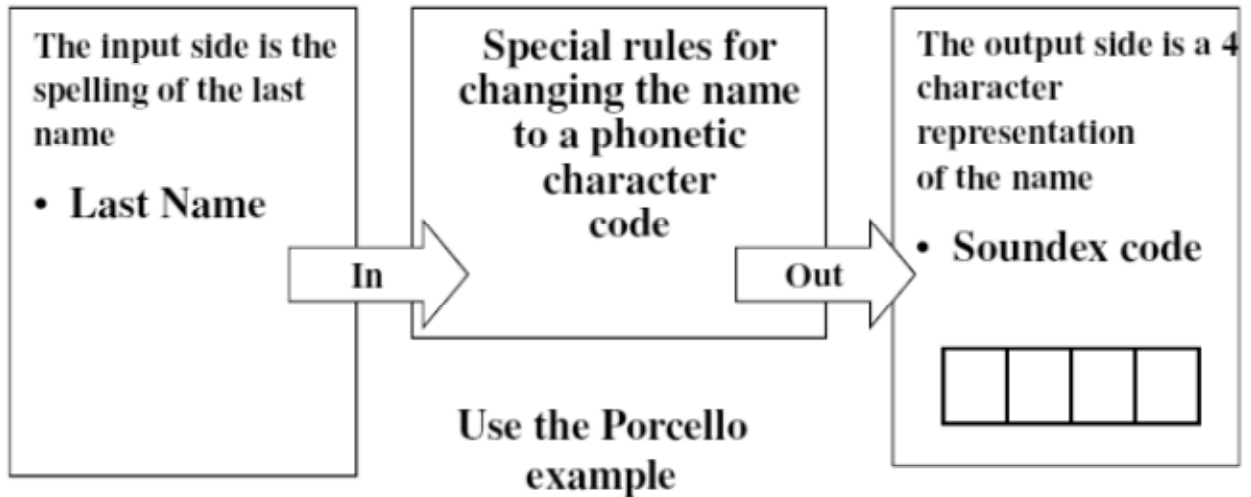 The input side is the
spelling of the last
name
• Last Name
In
Special rules for
changing the name
to a phonetic
character
code
Out
The output side is a 4
character
representation
of the name
• Soundex code
Use the Porcello
example